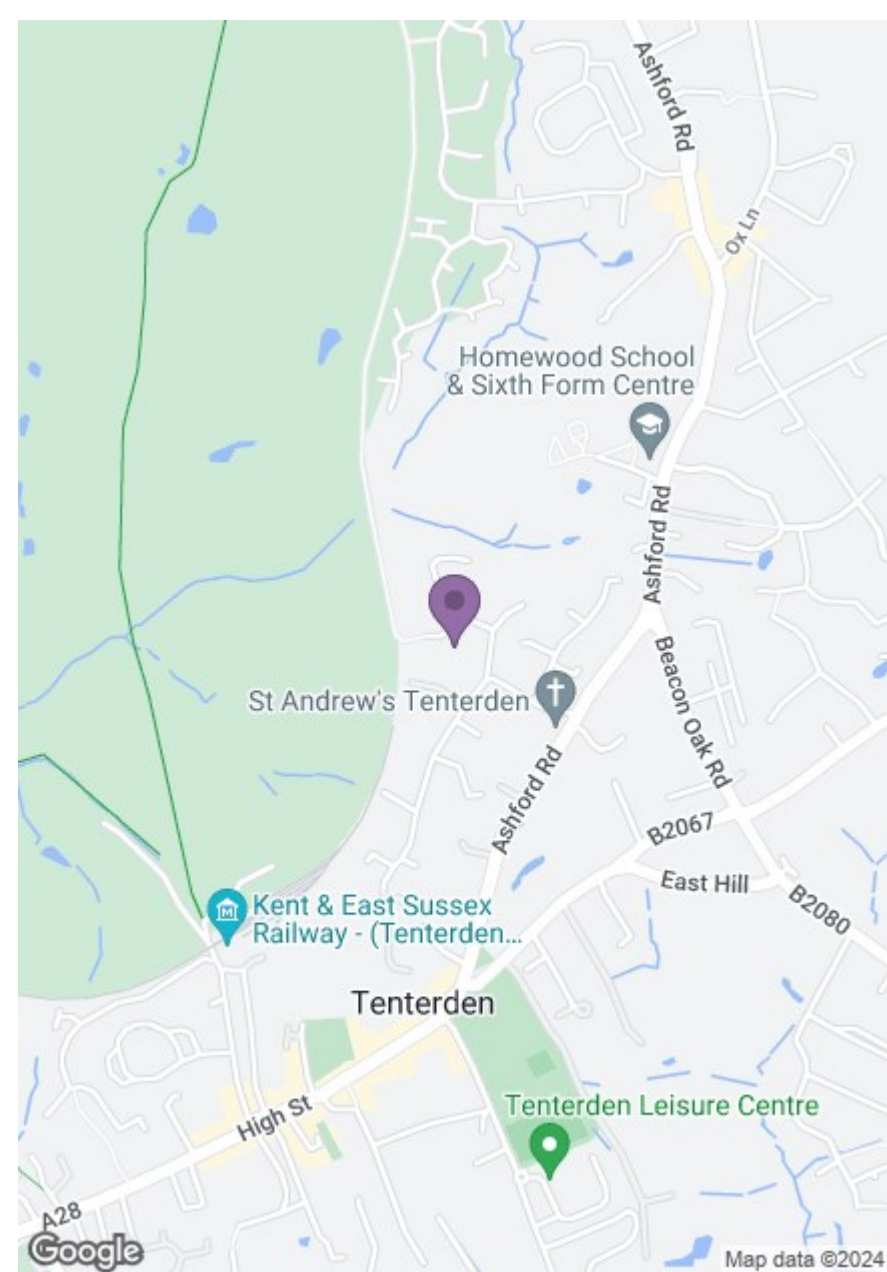 Ashford Rd
Ox Ln
Homewood School
& Sixth Form Centre
Ashford Rd
Beacon Oak Rd
St Andrew's Tenterden
Ashford Rd
B2067
East Hill
B2080
Kent & East Sussex
Railway - (Tenterden...
Tenterden
High St
Tenterden Leisure Centre
A28
Google
Map data ©2024